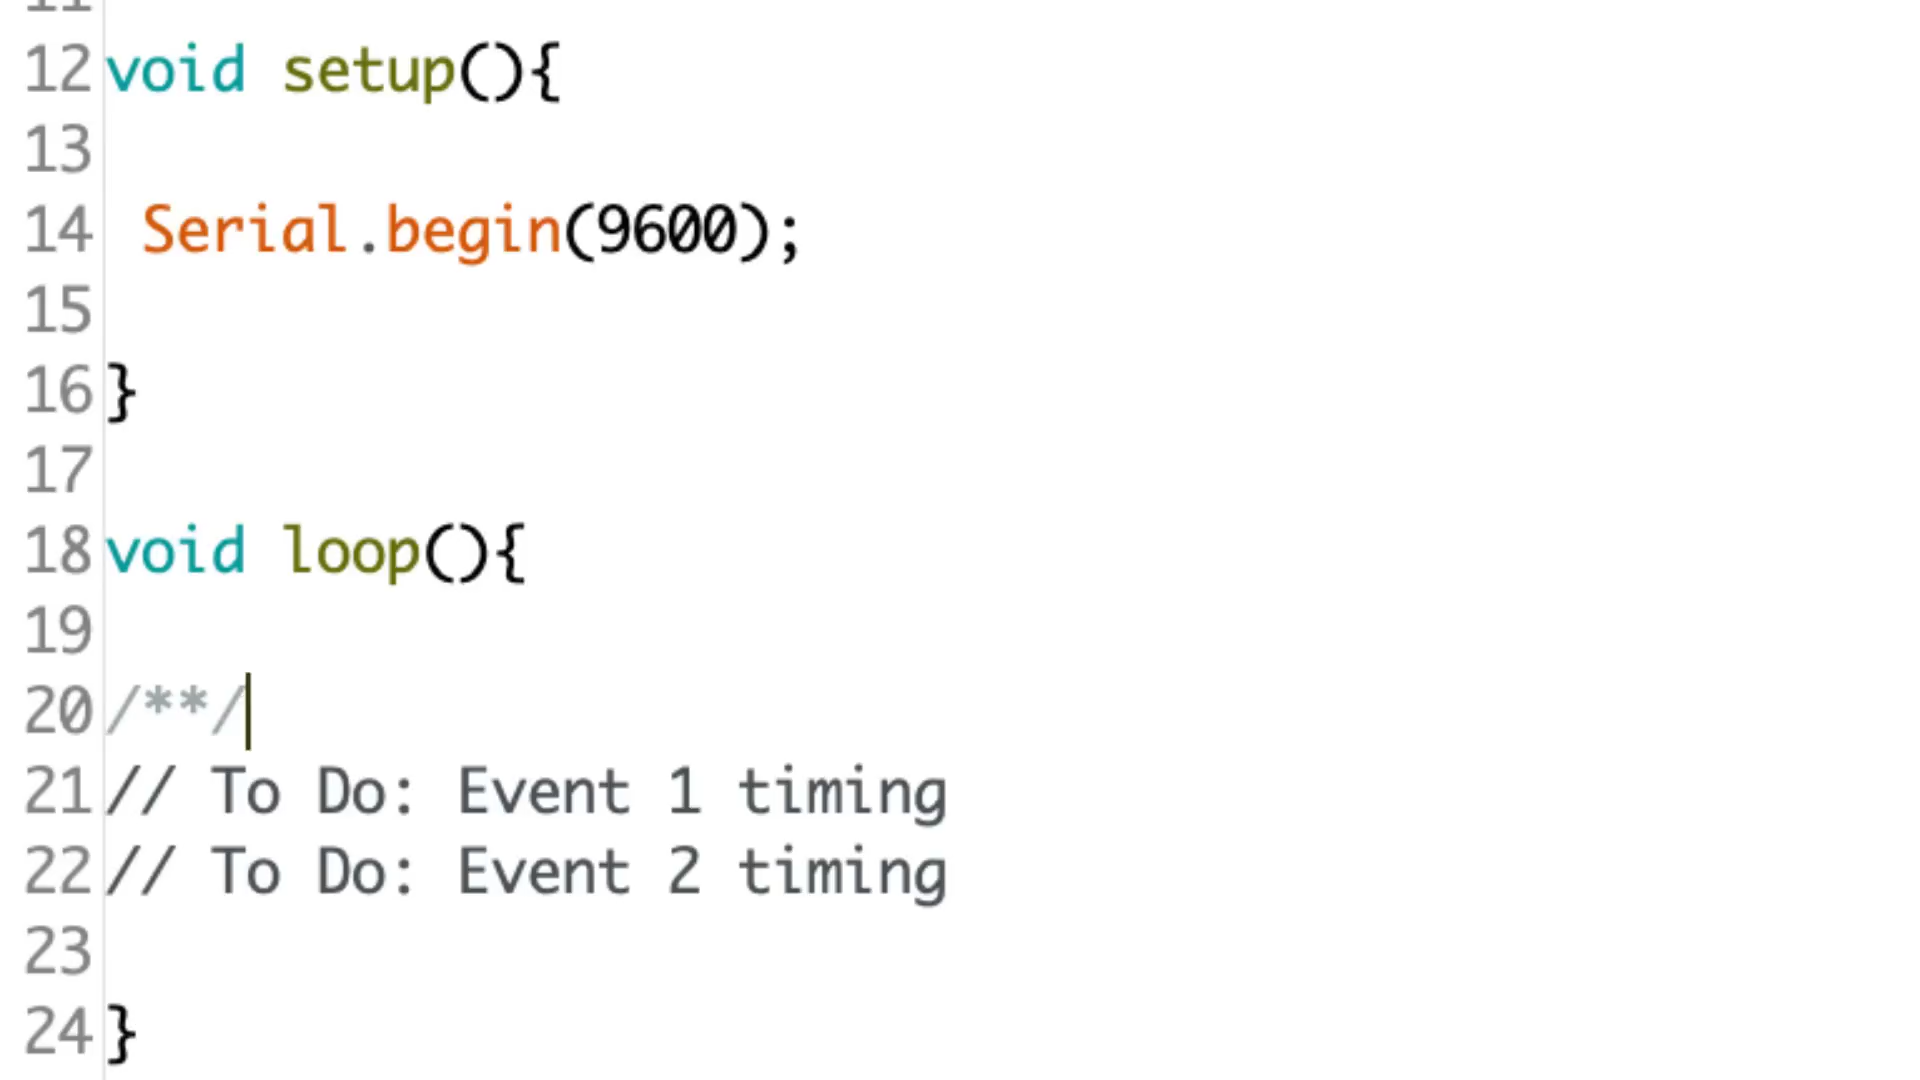 11
12 void setup(){
13
14  Serial.begin(9600);
15
16 }
17
18 void loop(){
19
20 /**/
21 // To Do: Event 1 timing
22 // To Do: Event 2 timing
23
24 }